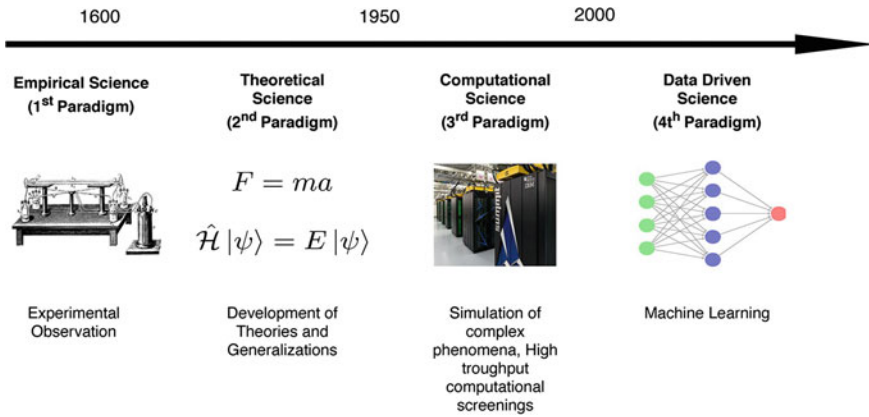 1600
1950
2000
Empirical Science
(1st Paradigm)
Theoretical
Science
(2nd Paradigm)
Computational
Science
(3rd Paradigm)
Data Driven
Science
(4th Paradigm)
F = ma
Ĥ |ψ⟩ = E |ψ⟩
summit
Experimental
Observation
Development of
Theories and
Generalizations
Simulation of
complex
phenomena, High
troughput
computational
screenings
Machine Learning